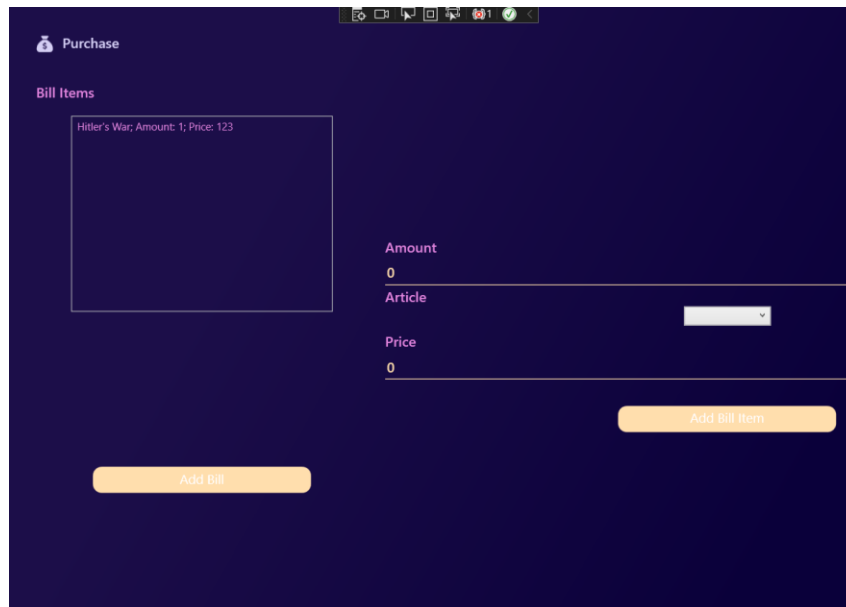 1
Purchase
Bill Items
Hitler's War; Amount: 1; Price: 123
Amount
0
Article
Price
0
Add Bill Item
Add Bill